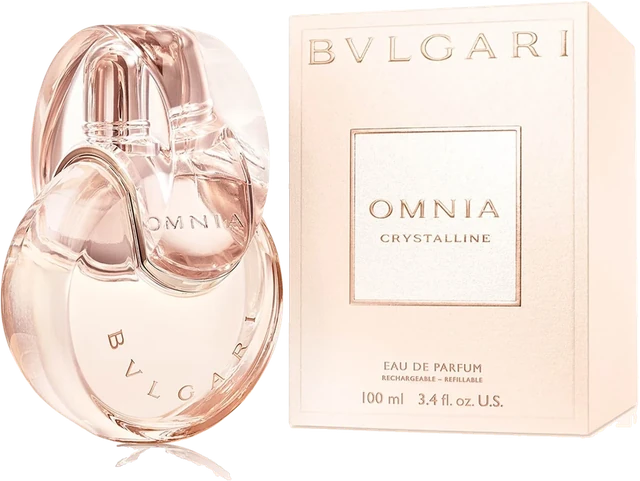 OMNIA
BVLGARI
BVLGARI
OMNIA
CRYSTALLINE
EAU DE PARFUM
RECHARGEABLE – REFILLABLE
100 ml 3.4 fl. oz. U.S.